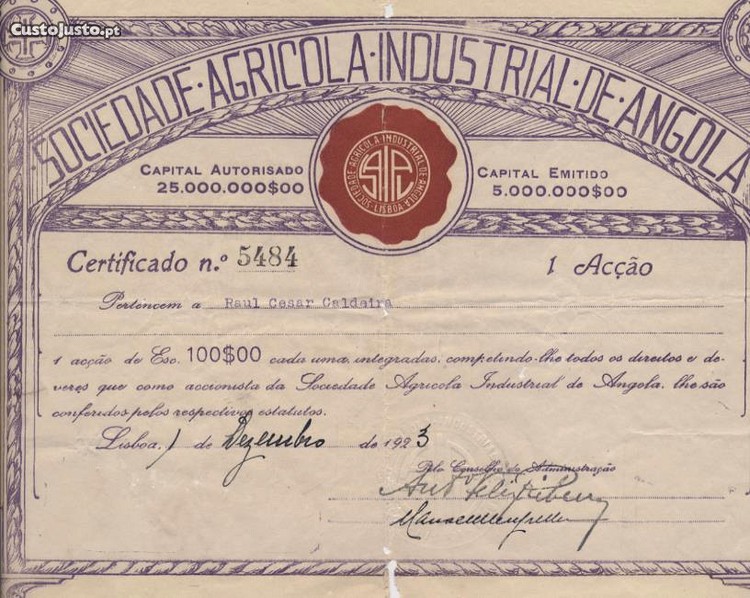 CustoJusto.pt
SOCIEDADE·AGRICOLA·INDUSTRIAL·DE·ANGOLA
CAPITAL AUTORISADO
25.000.000$00
SOCIEDADE AGRICOLA INDUSTRIAL DE ANGOLA
·LISBOA·
CAPITAL EMITIDO
5.000.000$00
Certificado n.º 5484
1 Acção
Pertencem a Raul Cesar Caldeira
1 acção de Esc. 100$00 cada uma, integradas, competindo-lhe todos os direitos e de-
veres que como accionista da Sociedade Agricola Industrial de Angola, lhe são
conferidos pelos respectivos estatutos.
Lisboa, 1 de Dezembro de 1923
Pelo Conselho de Administração